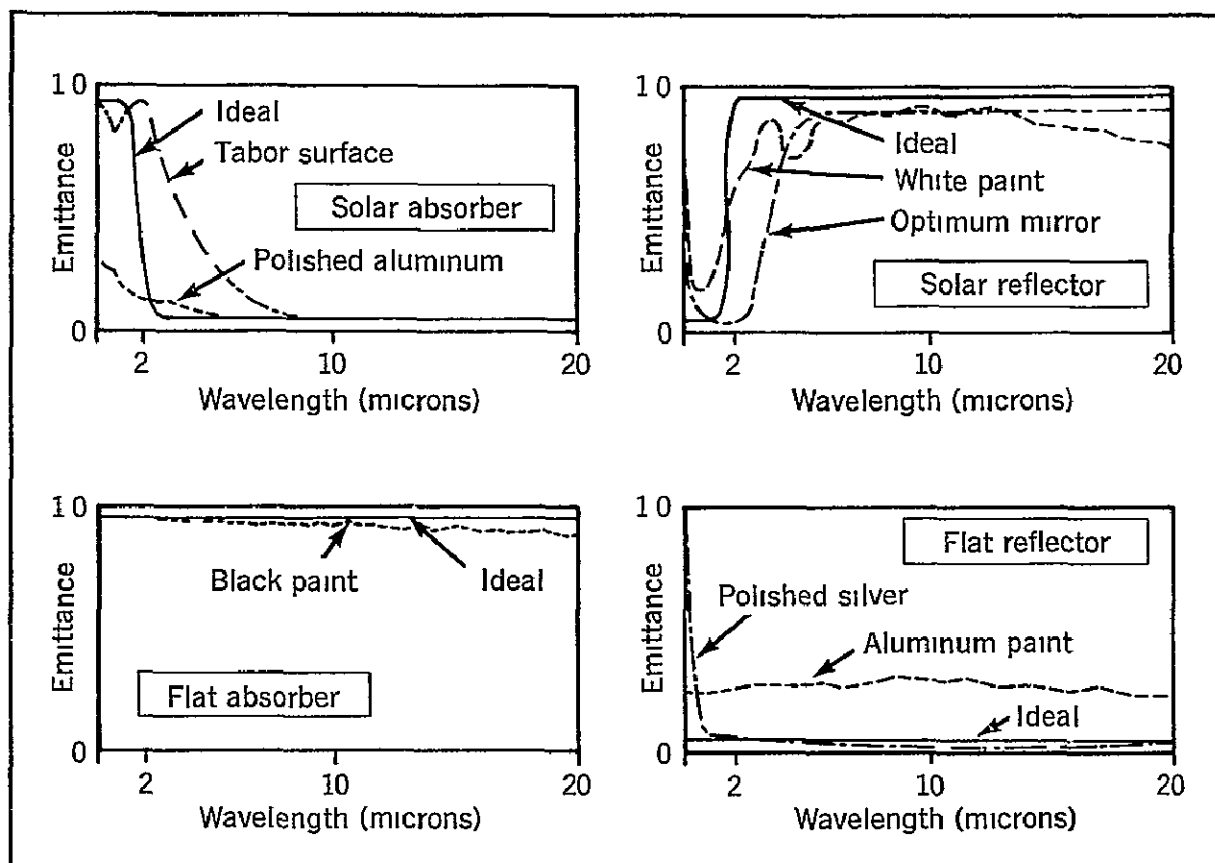 1 0
Emittance
0
Ideal
Tabor surface
Solar absorber
Polished aluminum
2
10
20
Wavelength (microns)
1 0
Emittance
0
Ideal
White paint
Optimum mirror
Solar reflector
2
10
20
Wavelength (microns)
1 0
Emittance
0
Black paint
Ideal
Flat absorber
2
10
20
Wavelength (microns)
1 0
Emittance
0
Flat reflector
Polished silver
Aluminum paint
Ideal
2
10
20
Wavelength (microns)